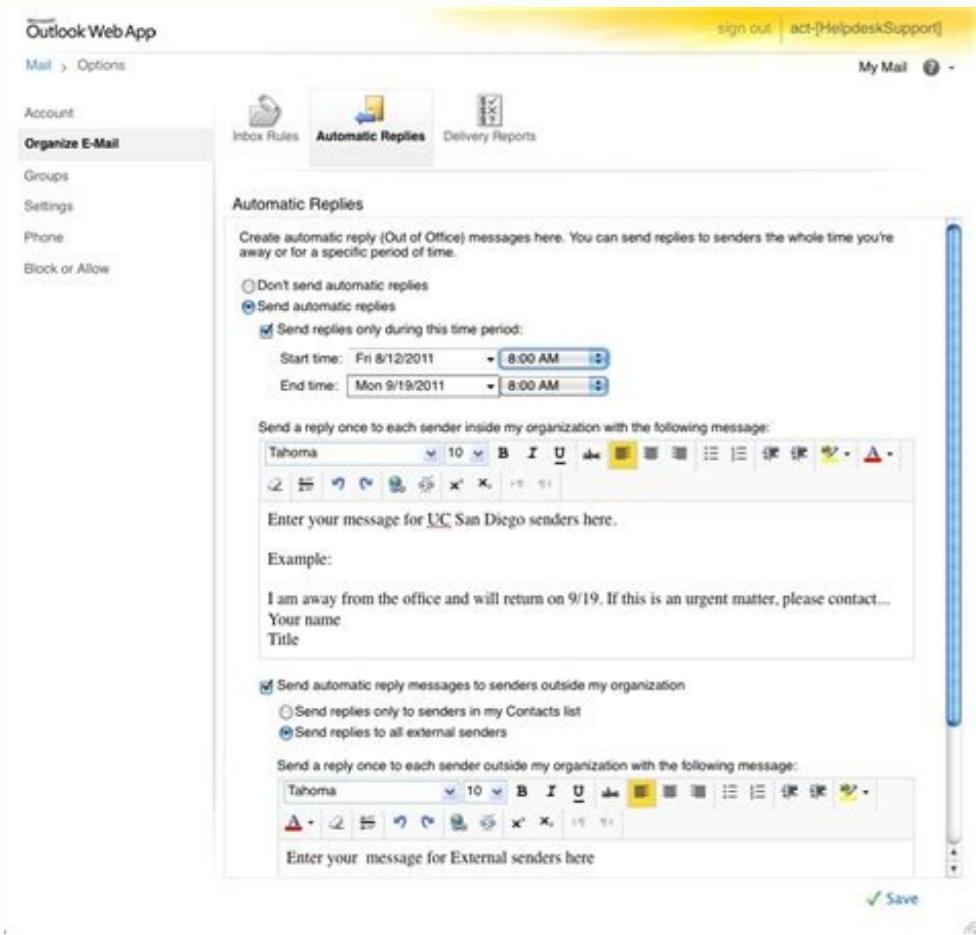 Microsoft
Outlook Web App
sign out act-[HelpdeskSupport]
Mail > Options
My Mail
Account
Organize E-Mail
Groups
Settings
Phone
Block or Allow
Inbox Rules Automatic Replies Delivery Reports
Automatic Replies
Create automatic reply (Out of Office) messages here. You can send replies to senders the whole time you're
away or for a specific period of time.
Don't send automatic replies
Send automatic replies
Send replies only during this time period:
Start time: Fri 8/12/2011 8:00 AM
End time: Mon 9/19/2011 8:00 AM
Send a reply once to each sender inside my organization with the following message:
Tahoma 10 B I U abc A
Enter your message for UC San Diego senders here.
Example:
I am away from the office and will return on 9/19. If this is an urgent matter, please contact...
Your name
Title
Send automatic reply messages to senders outside my organization
Send replies only to senders in my Contacts list
Send replies to all external senders
Send a reply once to each sender outside my organization with the following message:
Tahoma 10 B I U abc
A
Enter your message for External senders here
Save